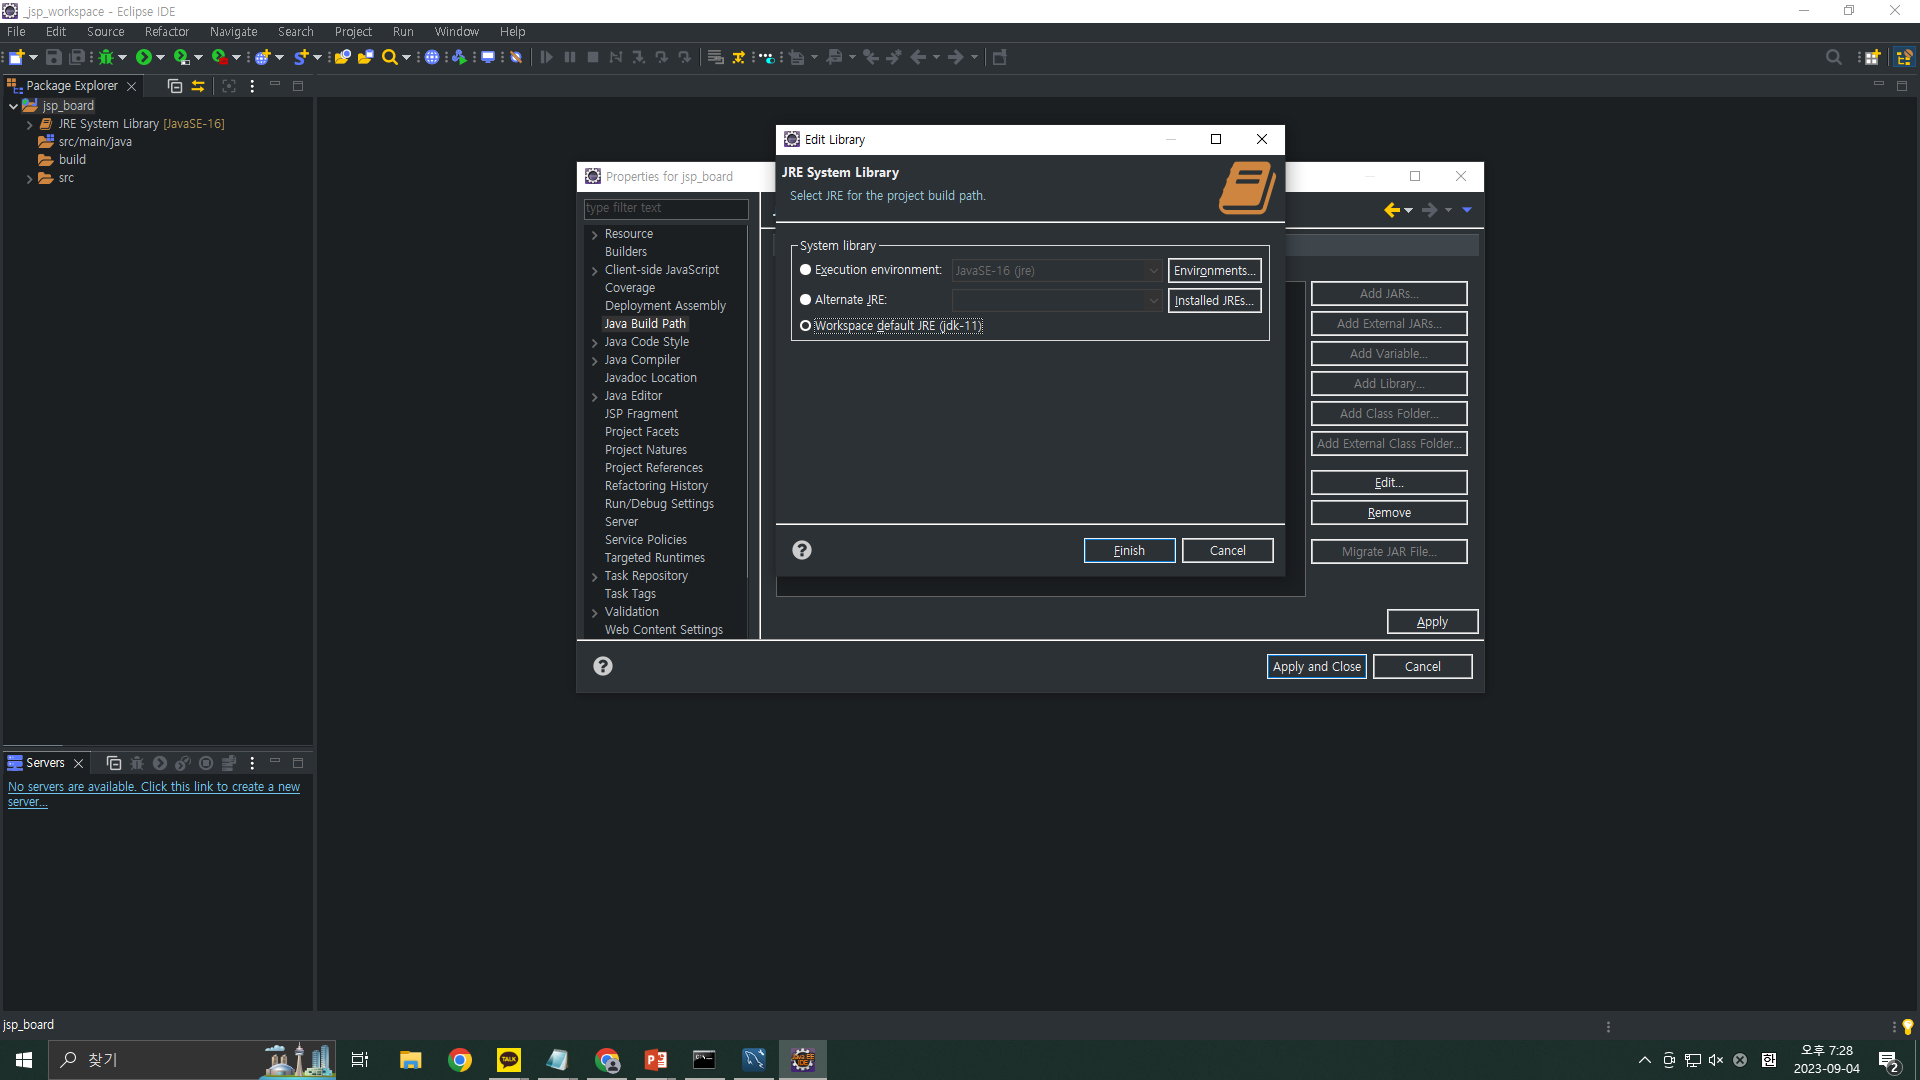 _jsp_workspace - Eclipse IDE
File Edit Source Refactor Navigate Search Project Run Window Help
Package Explorer
jsp_board
JRE System Library [JavaSE-16]
src/main/java
build
src
Properties for jsp_board
type filter text
Resource
Builders
Client-side JavaScript
Coverage
Deployment Assembly
Java Build Path
Java Code Style
Java Compiler
Javadoc Location
Java Editor
JSP Fragment
Project Facets
Project Natures
Project References
Refactoring History
Run/Debug Settings
Server
Service Policies
Targeted Runtimes
Task Repository
Task Tags
Validation
Web Content Settings
Edit Library
JRE System Library
Select JRE for the project build path.
System library
Execution environment: JavaSE-16 (jre) Environments...
Alternate JRE: Installed JREs...
Workspace default JRE (jdk-11)
Finish Cancel
Add JARs...
Add External JARs...
Add Variable...
Add Library...
Add Class Folder...
Add External Class Folder...
Edit...
Remove
Migrate JAR File...
Apply
Apply and Close Cancel
Servers
No servers are available. Click this link to create a new
server...
jsp_board
찾기
TALK
오후 7:28
2023-09-04
2